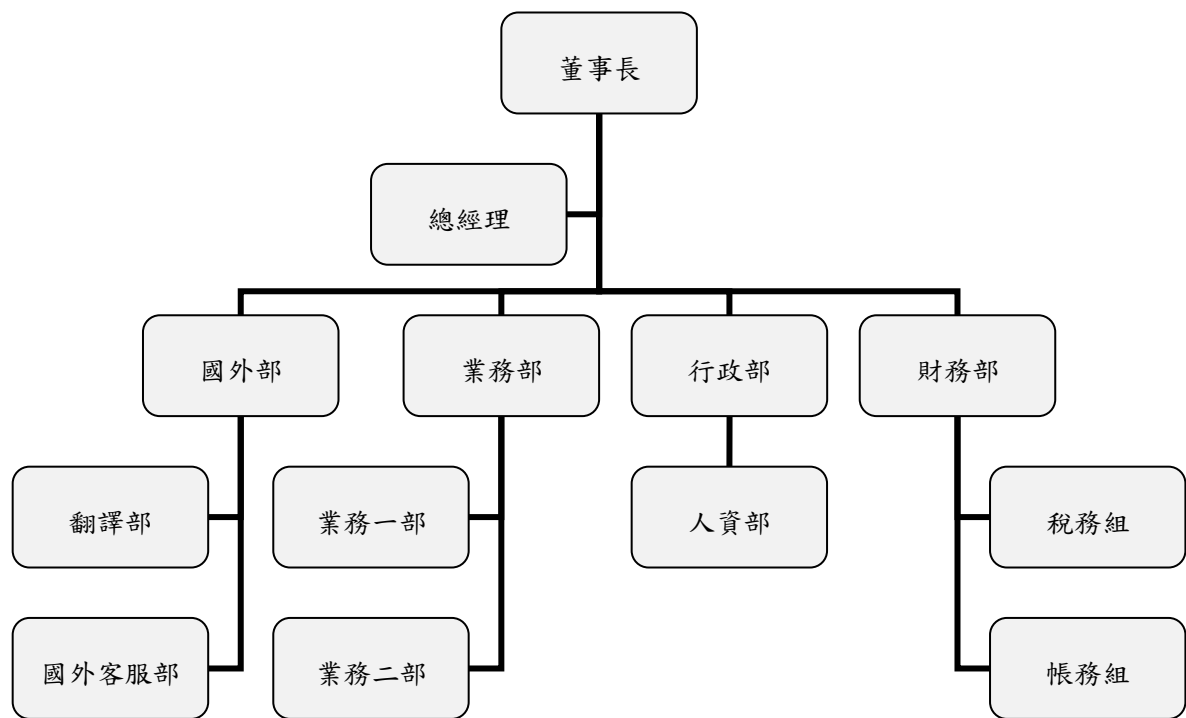 董事長
總經理
國外部
業務部
行政部
財務部
翻譯部
業務一部
人資部
稅務組
國外客服部
業務二部
帳務組